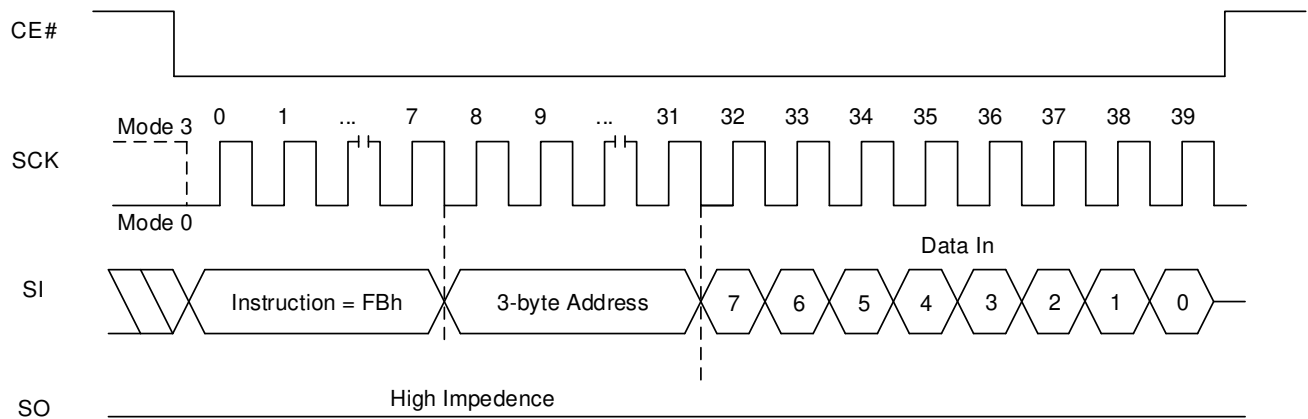 CE#
0 1 ... 7 8 9 ... 31 32 33 34 35 36 37 38 39
Mode 3
SCK
Mode 0
Data In
SI
Instruction = FBh 3-byte Address 7 6 5 4 3 2 1 0
High Impedence
SO